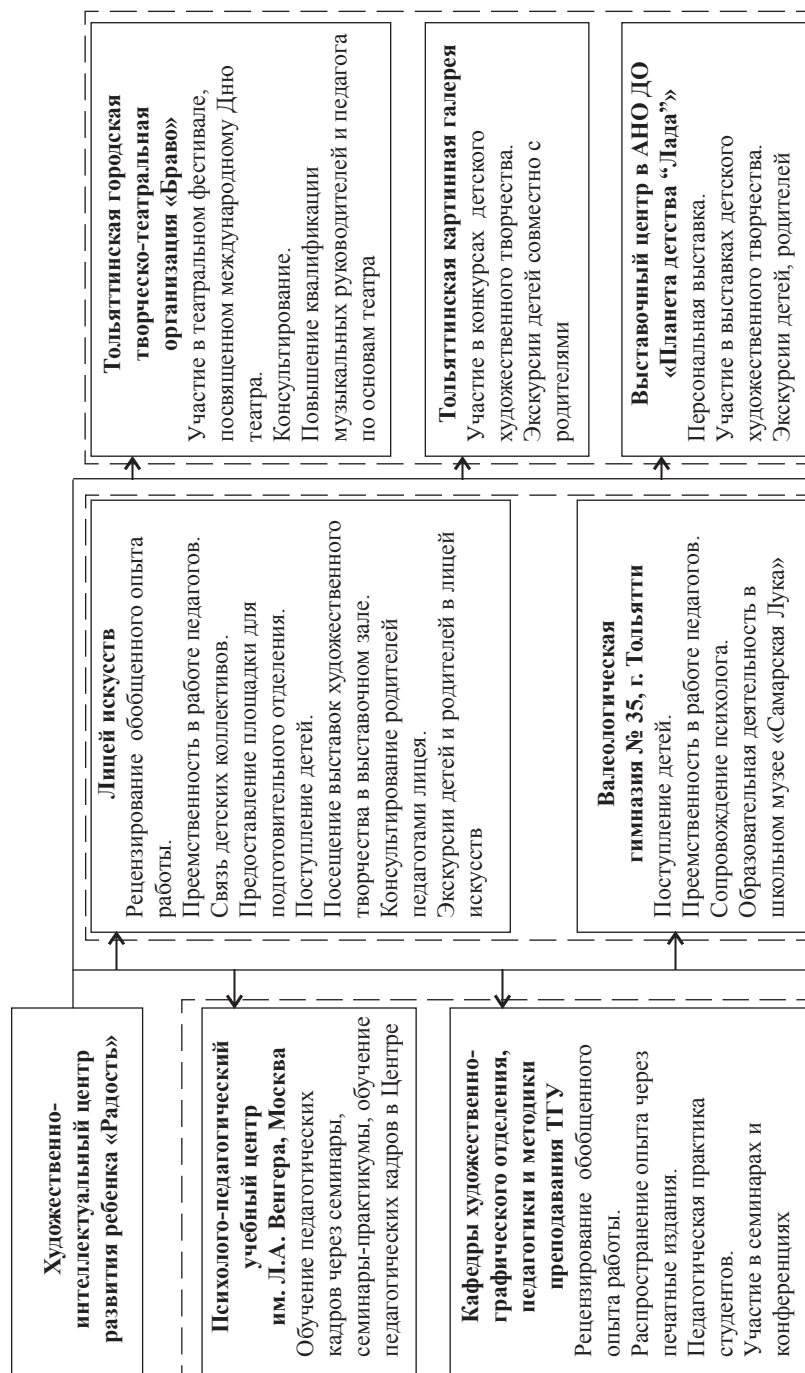 Художественно-
интеллектуальный центр
развития ребенка «Радость»
Психолого-педагогический
учебный центр
им. Л.А. Венгера, Москва
Обучение педагогических
кадров через семинары,
семинары-практикумы, обучение
педагогических кадров в Центре
Кафедры художественно-
графического отделения,
педагогики и методики
преподавания ТГУ
Рецензирование обобщенного
опыта работы.
Распространение опыта через
печатные издания.
Педагогическая практика
студентов.
Участие в семинарах и
конференциях
Лицей искусств
Рецензирование обобщенного опыта
работы.
Преемственность в работе педагогов.
Связь детских коллективов.
Предоставление площадки для
подготовительного отделения.
Поступление детей.
Посещение выставок художественного
творчества в выставочном зале.
Консультирование родителей
педагогами лицея.
Экскурсии детей и родителей в лицей
искусств
Валеологическая
гимназия № 35, г. Тольятти
Поступление детей.
Преемственность в работе педагогов.
Сопровождение психолога.
Образовательная деятельность в
школьном музее «Самарская Лука»
Тольяттинская городская
творческо-театральная
организация «Браво»
Участие в театральном фестивале,
посвященном международному Дню
театра.
Консультирование.
Повышение квалификации
музыкальных руководителей и педагога
по основам театра
Тольяттинская картинная галерея
Участие в конкурсах детского
художественного творчества.
Экскурсии детей совместно с
родителями
Выставочный центр в АНО ДО
«Планета детства “Лада”»
Персональная выставка.
Участие в выставках детского
художественного творчества.
Экскурсии детей, родителей